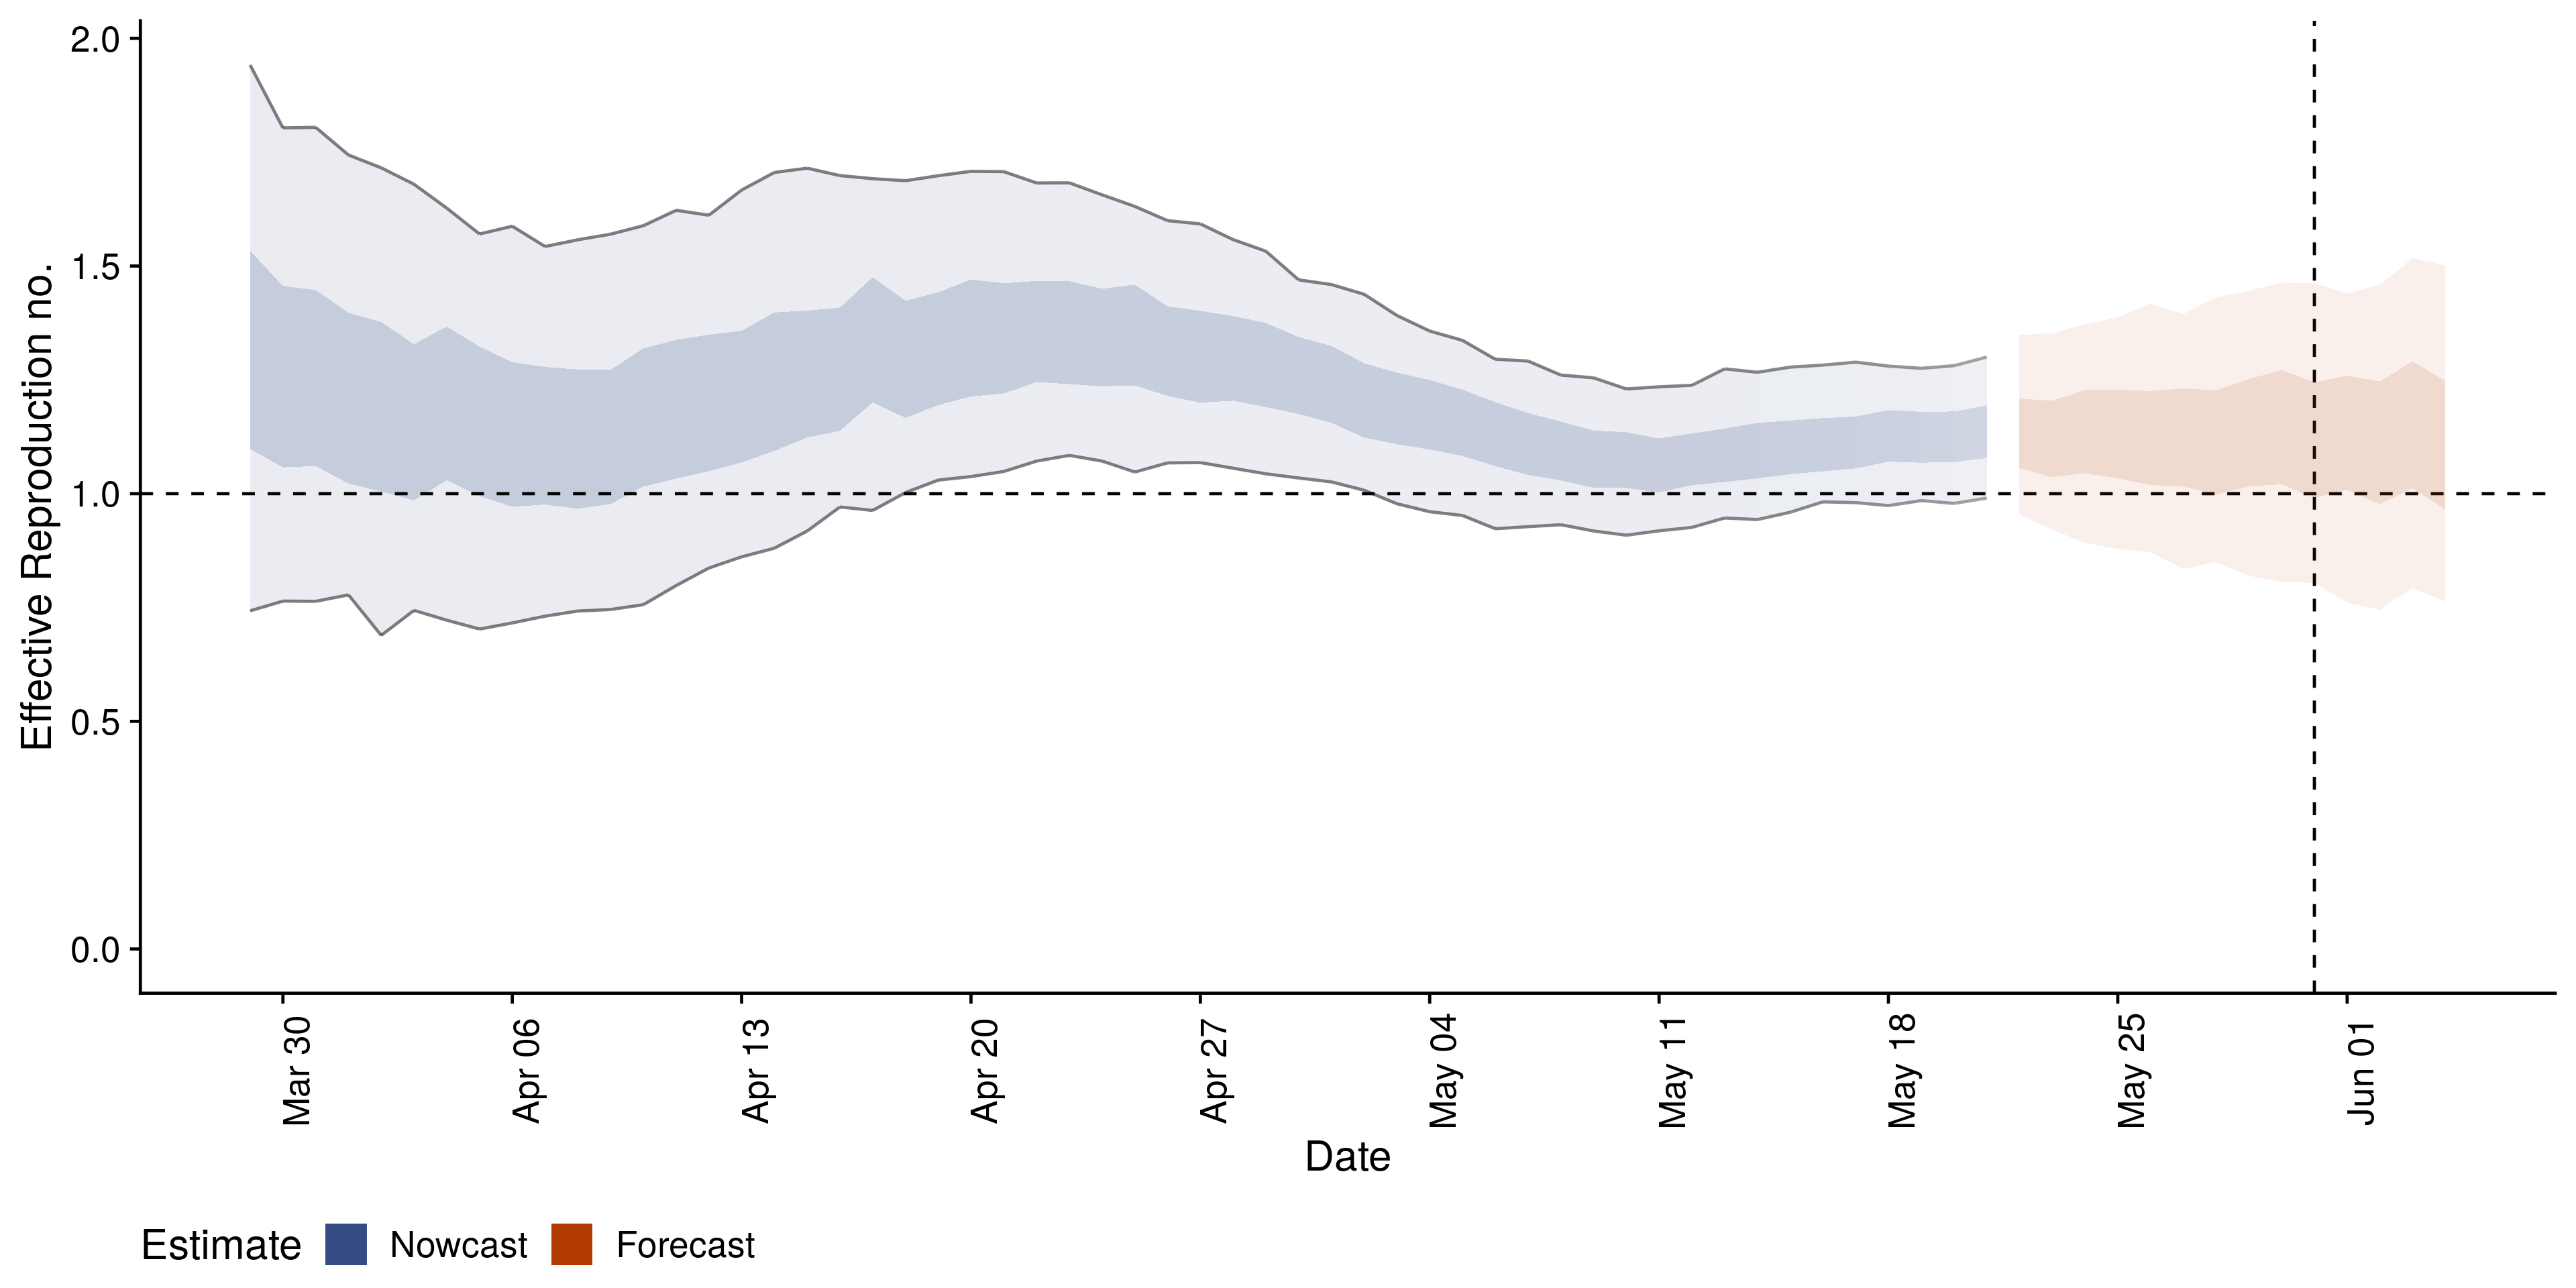 Effective Reproduction no.
2.0
1.5
1.0
0.5
0.0
Mar 30
Apr 06
Apr 13
Apr 20
Apr 27
May 04
May 11
May 18
May 25
Jun 01
Date
Estimate Nowcast Forecast